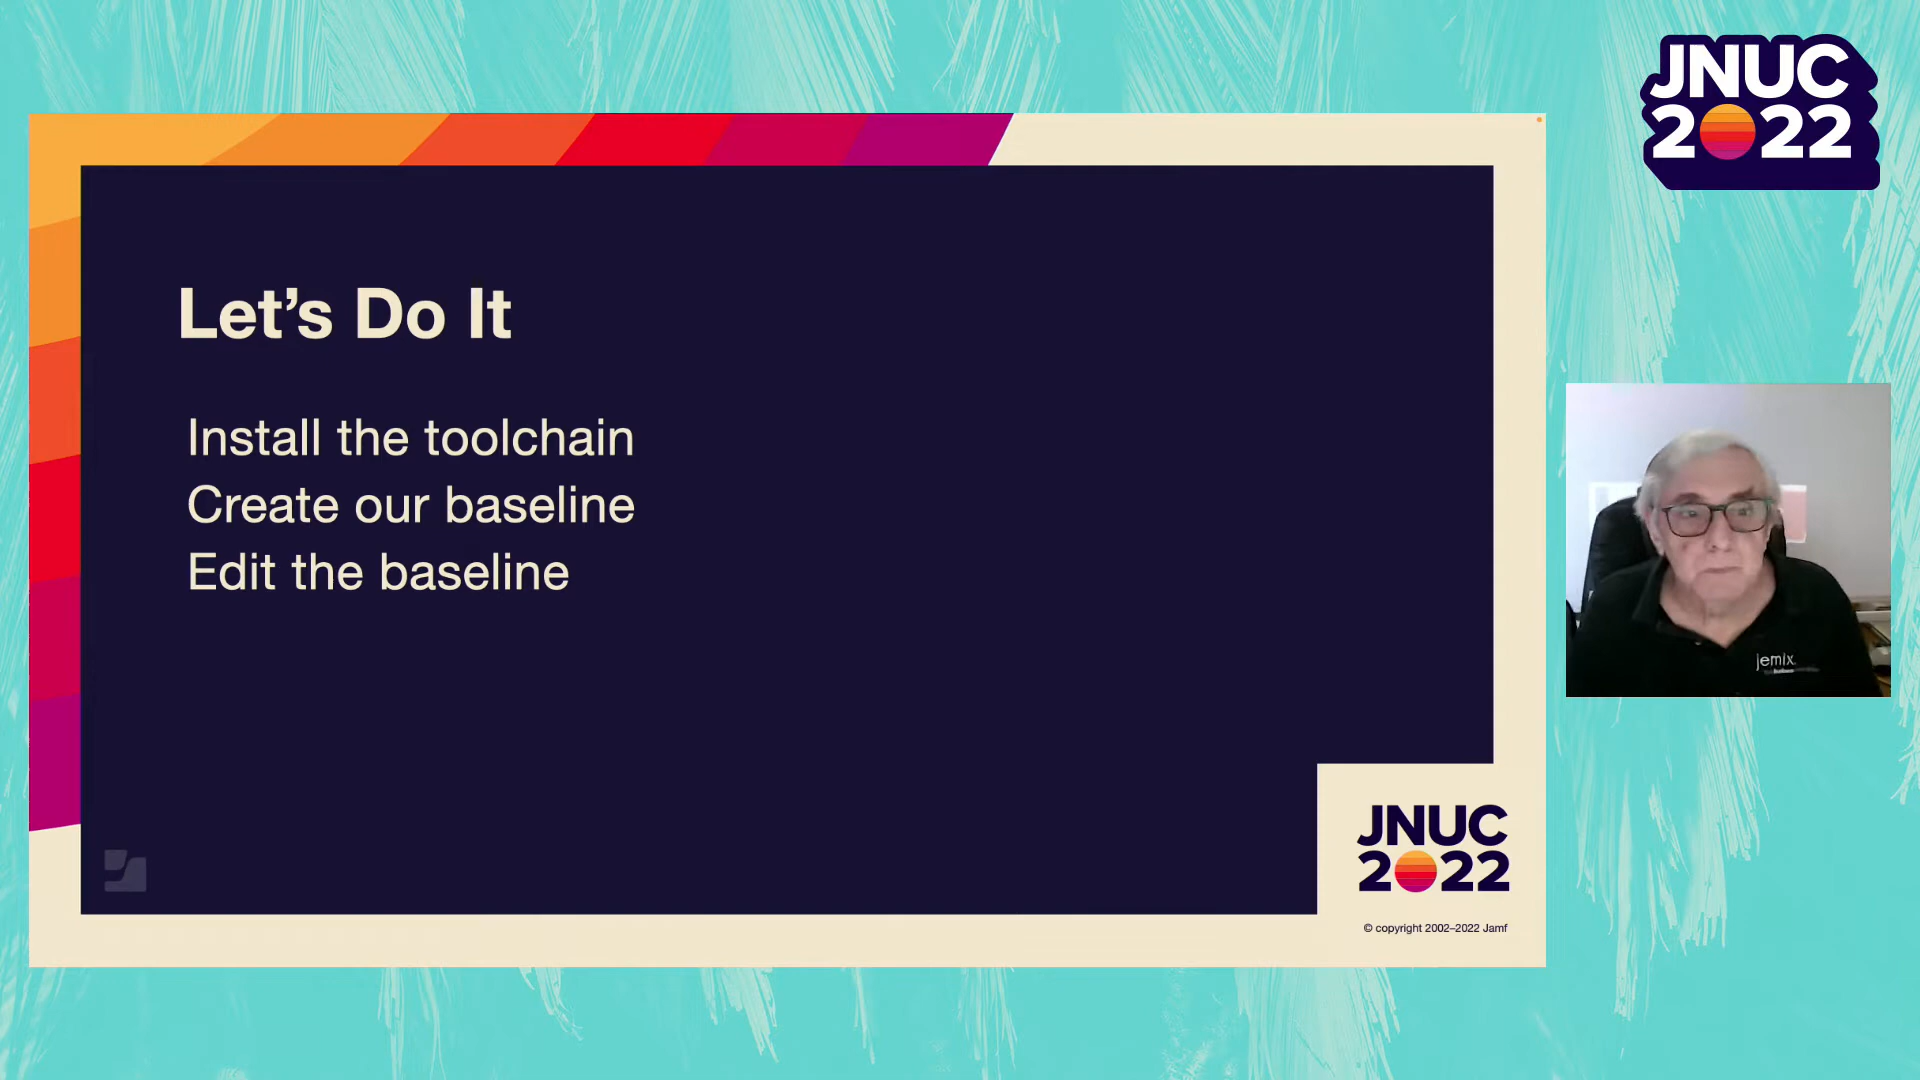 JNUC
2022
Let's Do It
Install the toolchain
Create our baseline
Edit the baseline
jemix
JNUC
2022
© copyright 2002–2022 Jamf